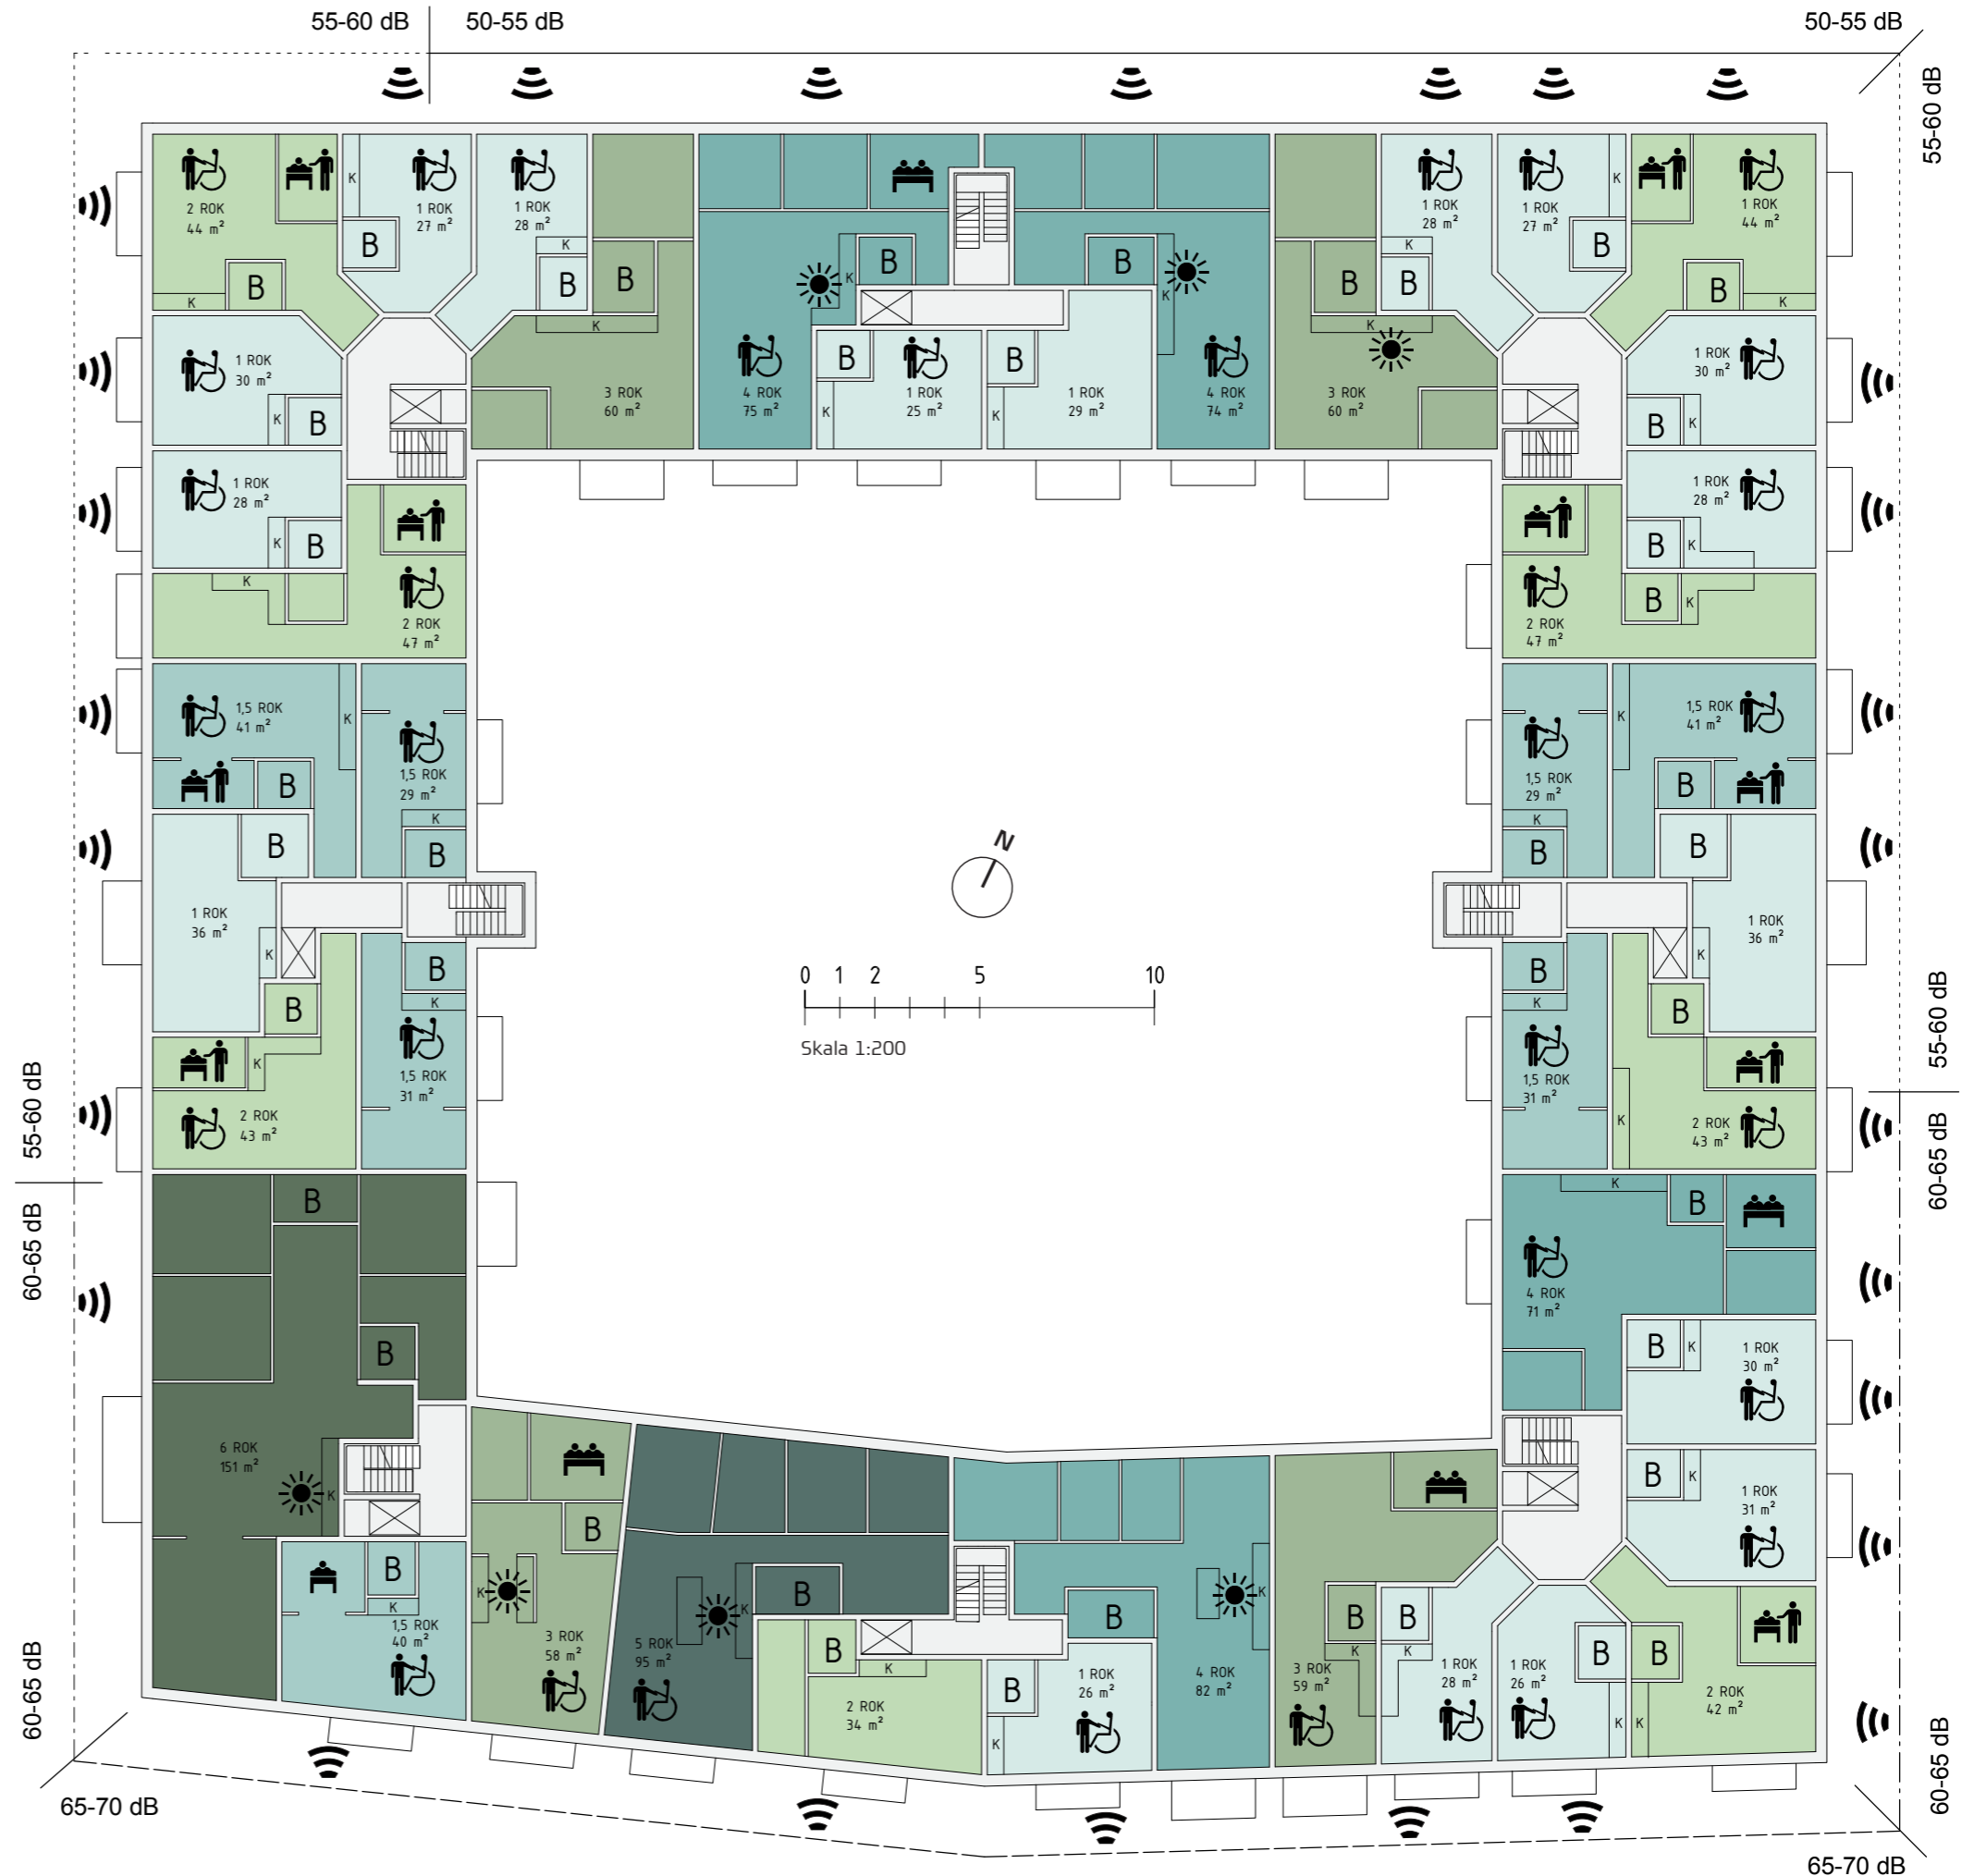 55-60 dB
50-55 dB
50-55 dB
55-60 dB
2 ROK
44 m²
K
B
K
B
1 ROK
27 m²
1 ROK
28 m²
K
B
B
K
3 ROK
60 m²
B
K
4 ROK
75 m²
B
K
1 ROK
25 m²
B
K
1 ROK
29 m²
B
K
4 ROK
74 m²
B
K
3 ROK
60 m²
1 ROK
28 m²
K
B
1 ROK
27 m²
K
B
1 ROK
44 m²
B
K
1 ROK
30 m²
K
B
1 ROK
30 m²
B
K
1 ROK
28 m²
K
B
1 ROK
28 m²
B
K
K
2 ROK
47 m²
2 ROK
47 m²
B
K
1,5 ROK
41 m²
K
B
1,5 ROK
29 m²
K
B
1,5 ROK
29 m²
K
B
K
1,5 ROK
41 m²
B
B
1 ROK
36 m²
K
B
1 ROK
36 m²
K
N
0 1 2 5 10
Skala 1:200
B
K
2 ROK
43 m²
B
K
1,5 ROK
31 m²
B
K
1,5 ROK
31 m²
B
K
2 ROK
43 m²
55-60 dB
60-65 dB
55-60 dB
60-65 dB
B
B
6 ROK
151 m²
K
K
B
4 ROK
71 m²
B
K
1 ROK
30 m²
B
K
1 ROK
31 m²
B
K
1,5 ROK
40 m²
B
K
3 ROK
58 m²
B
K
5 ROK
95 m²
B
K
2 ROK
34 m²
B
K
1 ROK
26 m²
B
K
4 ROK
82 m²
B
K
3 ROK
59 m²
B
K
1 ROK
28 m²
B
K
1 ROK
26 m²
B
K
2 ROK
42 m²
60-65 dB
60-65 dB
65-70 dB
65-70 dB